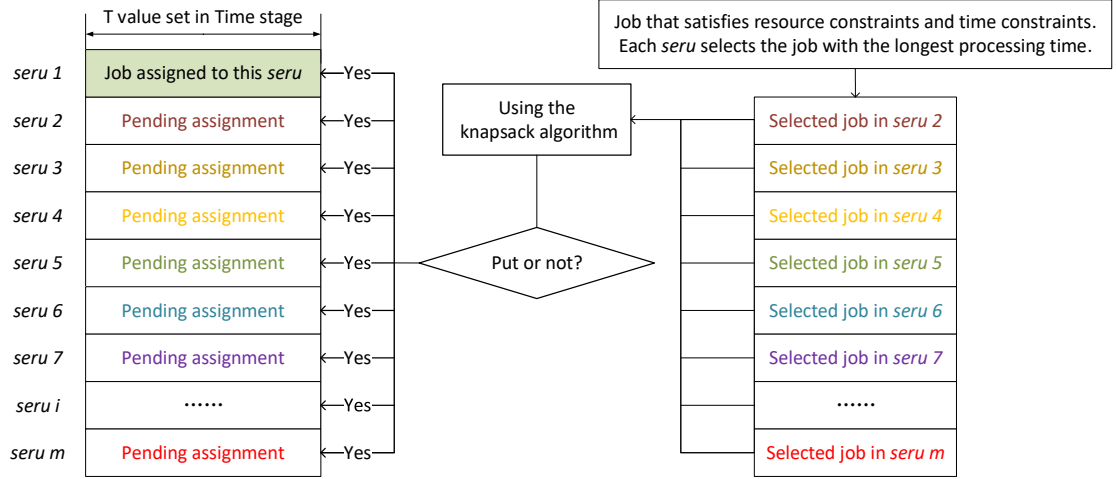 T value set in Time stage
Job that satisfies resource constraints and time constraints.
Each seru selects the job with the longest processing time.
seru 1
Job assigned to this seru
Yes
Using the
knapsack algorithm
seru 2
Pending assignment
Yes
Selected job in seru 2
seru 3
Pending assignment
Yes
Selected job in seru 3
seru 4
Pending assignment
Yes
Selected job in seru 4
seru 5
Pending assignment
Yes
Put or not?
Selected job in seru 5
seru 6
Pending assignment
Yes
Selected job in seru 6
seru 7
Pending assignment
Yes
Selected job in seru 7
seru i
······
Yes
······
seru m
Pending assignment
Yes
Selected job in seru m